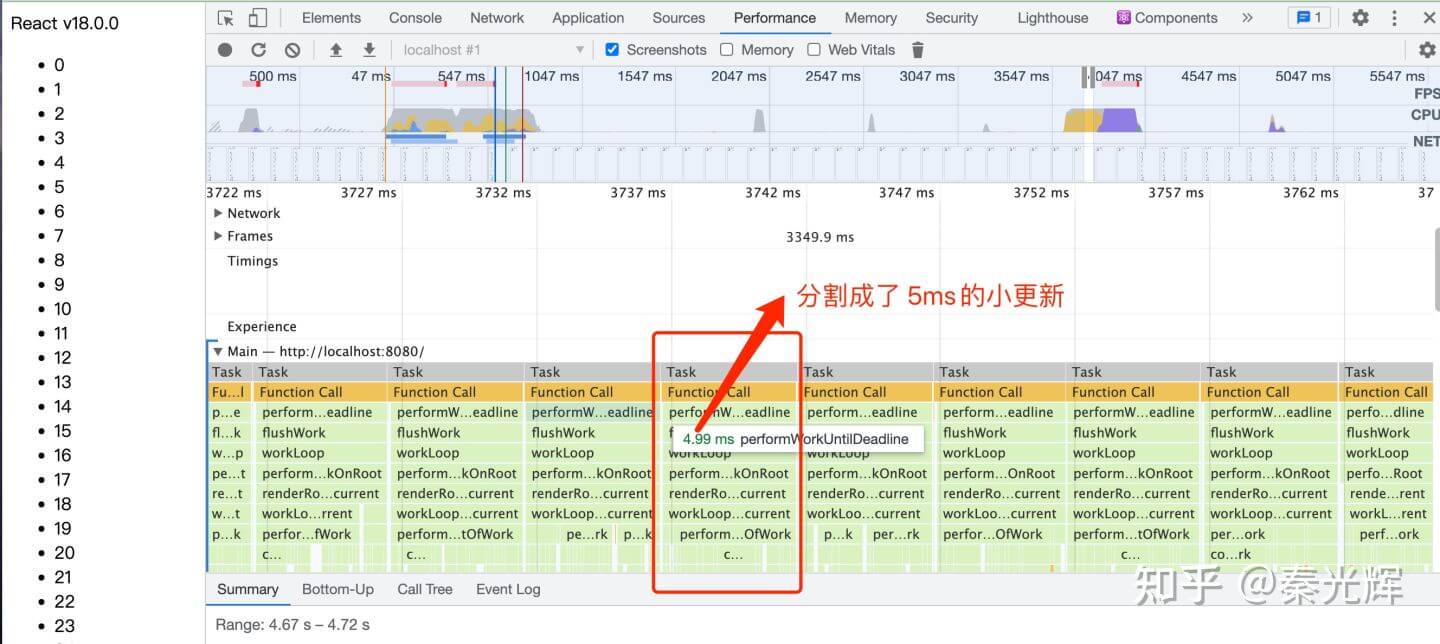 React v18.0.0
0
1
2
3
4
5
6
7
8
9
10
11
12
13
14
15
16
17
18
19
20
21
22
23
Elements Console Network Application Sources Performance Memory Security Lighthouse Components » 1
localhost #1 Screenshots Memory Web Vitals
500 ms 47 ms 547 ms 1047 ms 1547 ms 2047 ms 2547 ms 3047 ms 3547 ms 047 ms 4547 ms 5047 ms 5547 ms
FPS
CPU
NET
3722 ms 3727 ms 3732 ms 3737 ms 3742 ms 3747 ms 3752 ms 3757 ms 3762 ms 37
Network
Frames
3349.9 ms
Timings
分割成了 5ms的小更新
Experience
Main — http://localhost:8080/
Task Task Task Task Task Task Task Task Task Task
Fu...l Function Call Function Call Function Call Function Call Function Call Function Call Function Call Function Call Function Call
p...e perform...eadline performW...eadline performW...eadline performW...eadline perform...eadline perform...eadline performW...eadline performW...eadline perfo...dline
fl...k flushWork flushWork flushWork fl flushWork flushWork flushWork flushWork
4.99 ms performWorkUntilDeadline
w...p workLoop workLoop workLoop workLoop workLoop workLoop workLoop workLoop workLoop
pe...t perform...kOnRoot perform...kOnRoot perform...kOnRoot perform...kOnRoot perform...kOnRoot perform...OnRoot perform...kOnRoot perform...kOnRoot perfo...Root
re...t renderRo...current renderRo...current renderRo...current renderRo...current renderRo...current renderRo...current renderRo...current renderRo...current rende...rent
w...t workLo...rrent workLoop...current workLoop...current workLoop...current workLoo...current workLoo...current workLoop...current workLoop...current workL...rent
p...k perfor...fWork perform...tOfWork pe...rk p...k perform...OfWork p...k per...rk perfor...OfWork perform...tOfWork per...ork perf...ork
c... c... c... c... co...rk
Summary Bottom-Up Call Tree Event Log
Range: 4.67 s – 4.72 s
知乎 @秦光辉